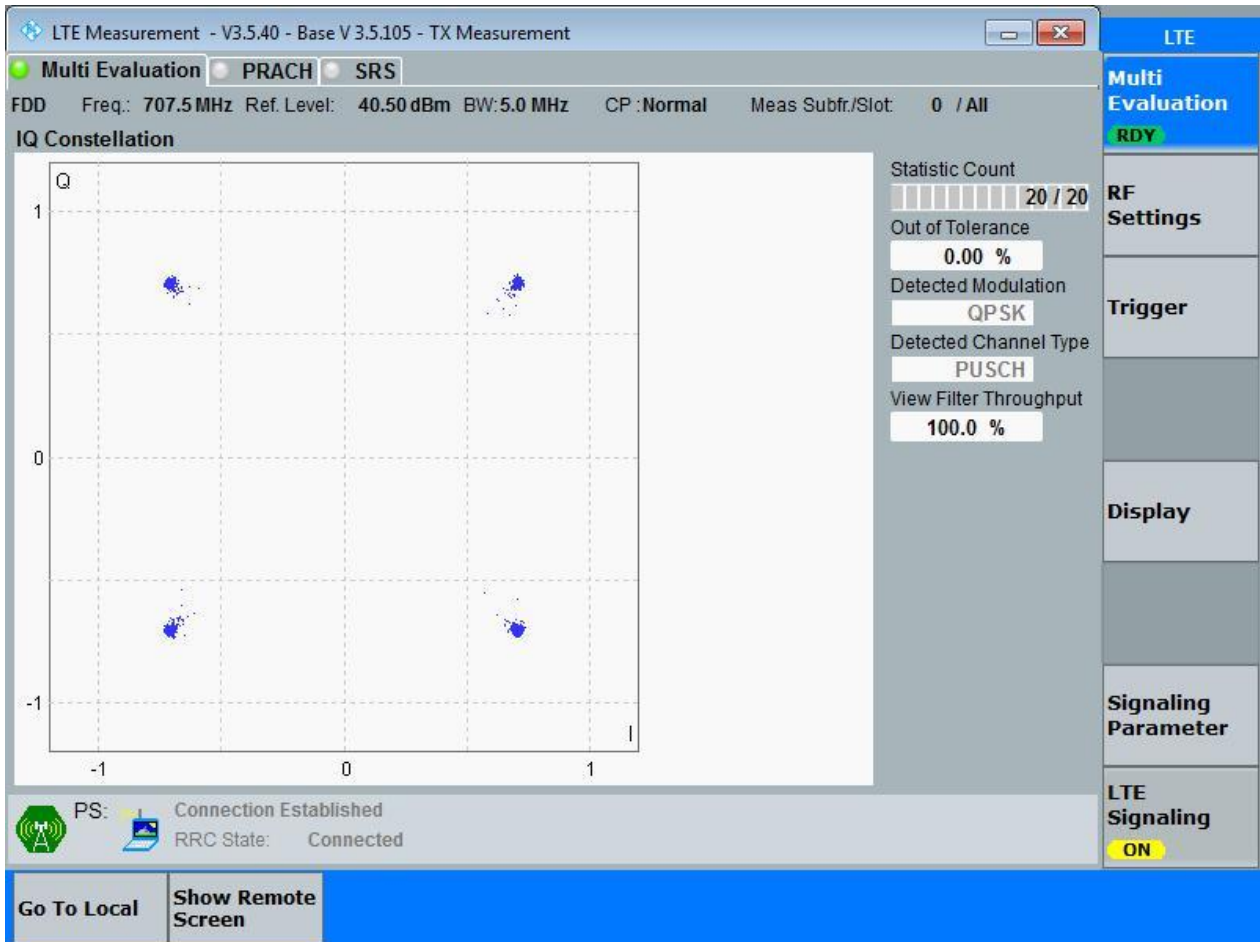 LTE Measurement - V3.5.40 - Base V 3.5.105 - TX Measurement
LTE
Multi Evaluation PRACH SRS
FDD Freq.: 707.5 MHz Ref. Level: 40.50 dBm BW: 5.0 MHz CP : Normal Meas Subfr./Slot: 0 / All
IQ Constellation
Q
1
0
-1
-1 0 1
I
Statistic Count
20 / 20
Out of Tolerance
0.00 %
Detected Modulation
QPSK
Detected Channel Type
PUSCH
View Filter Throughput
100.0 %
Multi
Evaluation
RDY
RF
Settings
Trigger
Display
Signaling
Parameter
LTE
Signaling
ON
PS: Connection Established
RRC State: Connected
Go To Local
Show Remote
Screen